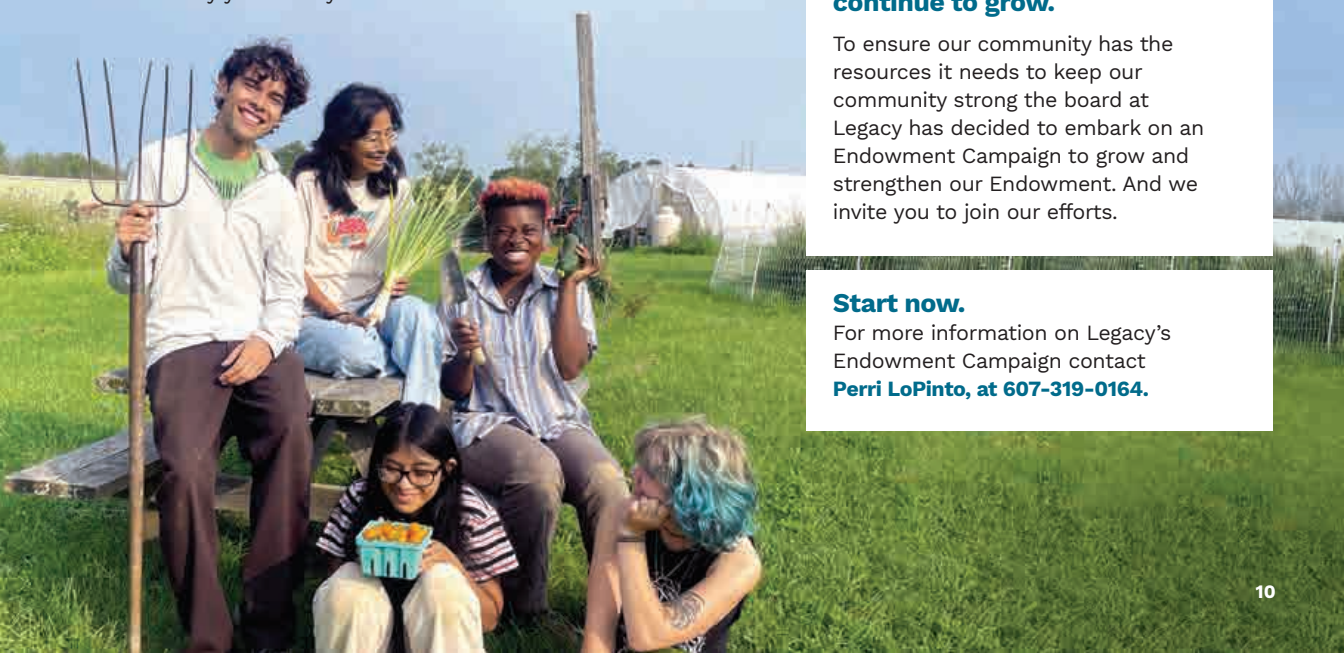 continue to grow.
To ensure our community has the
resources it needs to keep our
community strong the board at
Legacy has decided to embark on an
Endowment Campaign to grow and
strengthen our Endowment. And we
invite you to join our efforts.
Start now.
For more information on Legacy’s
Endowment Campaign contact
Perri LoPinto, at 607-319-0164.
10